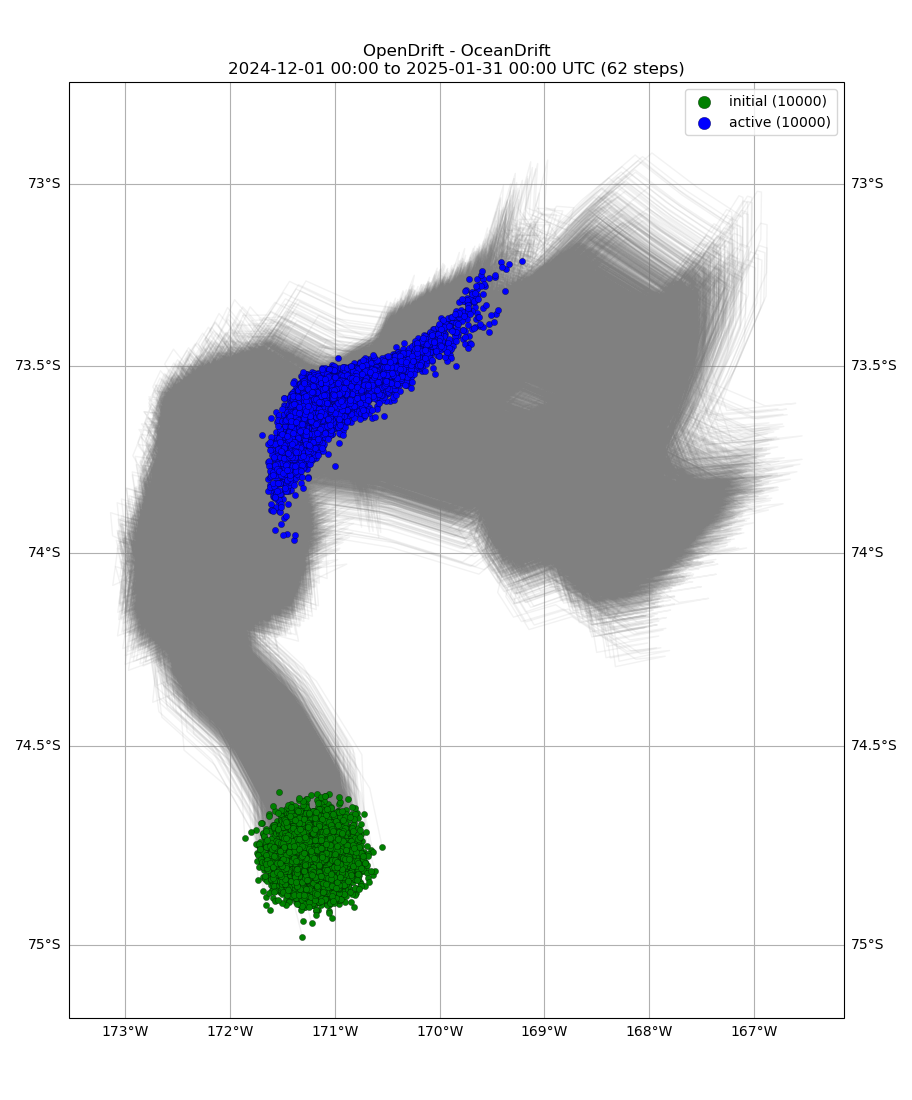 OpenDrift - OceanDrift
2024-12-01 00:00 to 2025-01-31 00:00 UTC (62 steps)
initial (10000)
active (10000)
73°S 73°S
73.5°S 73.5°S
74°S 74°S
74.5°S 74.5°S
75°S 75°S
173°W 172°W 171°W 170°W 169°W 168°W 167°W